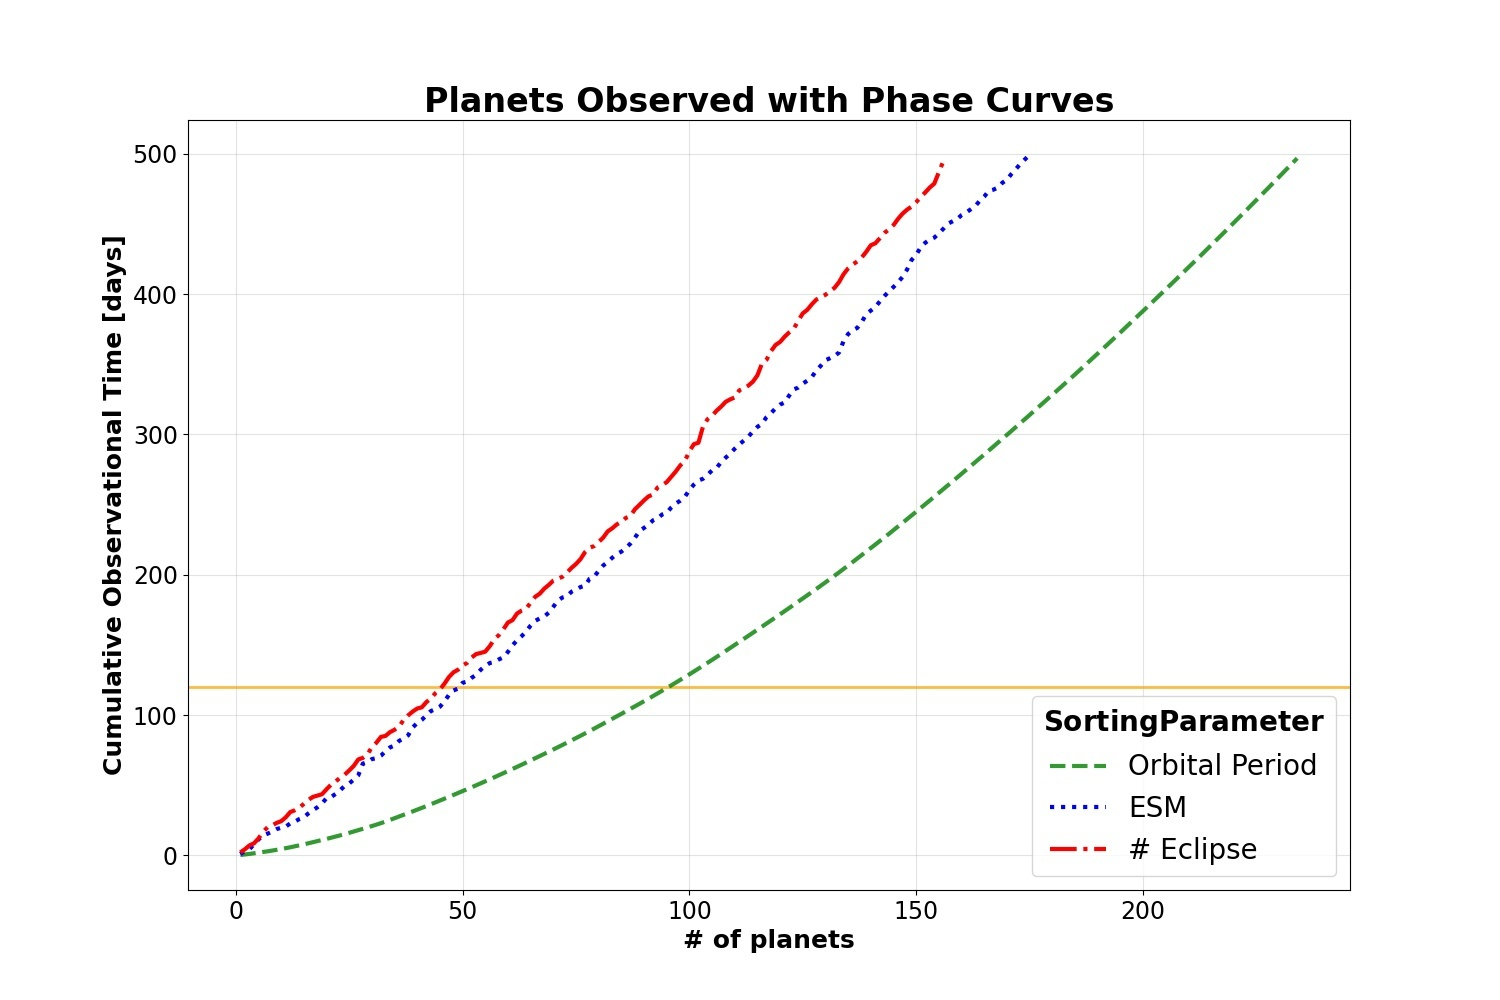 Planets Observed with Phase Curves
Cumulative Observational Time [days]
500
400
300
200
100
0
0 50 100 150 200
# of planets
SortingParameter
Orbital Period
ESM
# Eclipse